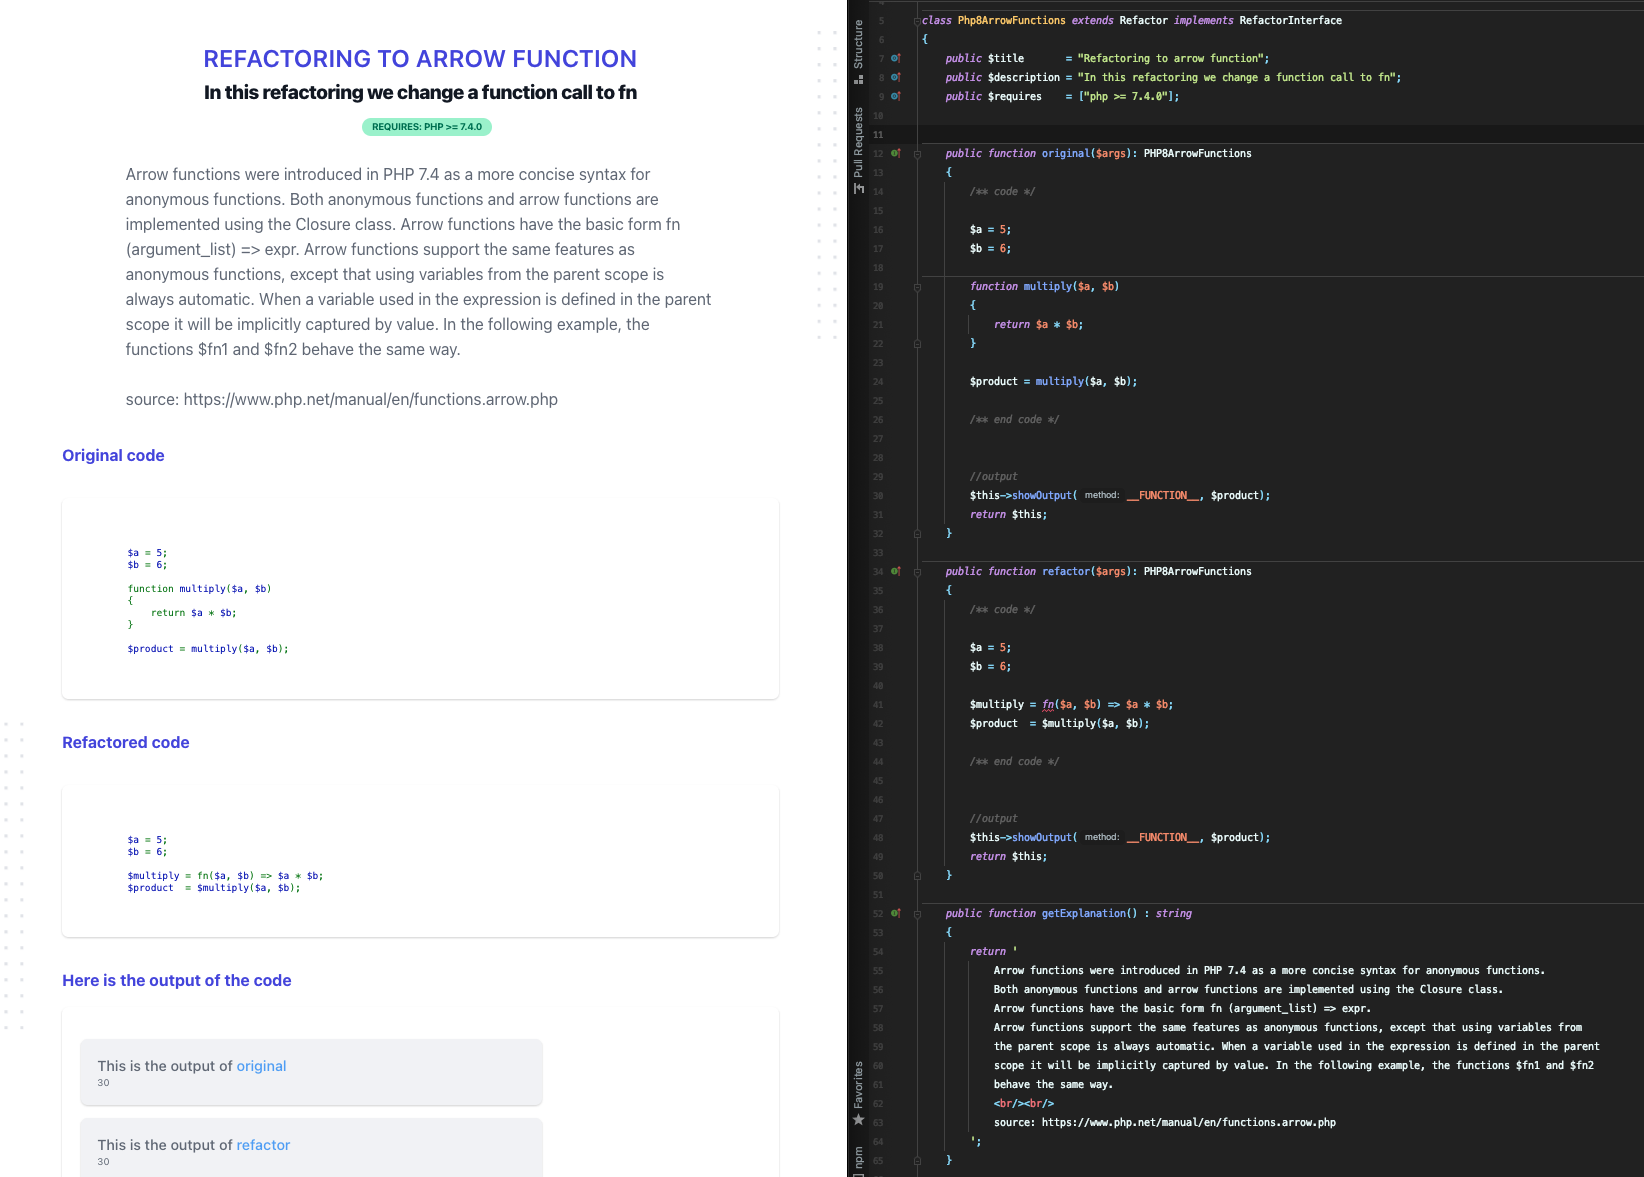 REFACTORING TO ARROW FUNCTION
In this refactoring we change a function call to fn
REQUIRES: PHP >= 7.4.0
Arrow functions were introduced in PHP 7.4 as a more concise syntax for
anonymous functions. Both anonymous functions and arrow functions are
implemented using the Closure class. Arrow functions have the basic form fn
(argument_list) => expr. Arrow functions support the same features as
anonymous functions, except that using variables from the parent scope is
always automatic. When a variable used in the expression is defined in the parent
scope it will be implicitly captured by value. In the following example, the
functions $fn1 and $fn2 behave the same way.
source: https://www.php.net/manual/en/functions.arrow.php
Original code
$a = 5;
$b = 6;
function multiply($a, $b)
{
    return $a * $b;
}
$product = multiply($a, $b);
Refactored code
$a = 5;
$b = 6;
$multiply = fn($a, $b) => $a * $b;
$product  = $multiply($a, $b);
Here is the output of the code
This is the output of original
30
This is the output of refactor
30
Structure
Pull Requests
Favorites
npm
5 class Php8ArrowFunctions extends Refactor implements RefactorInterface
6 {
7     public $title       = "Refactoring to arrow function";
8     public $description = "In this refactoring we change a function call to fn";
9     public $requires    = ["php >= 7.4.0"];
10
11
12     public function original($args): PHP8ArrowFunctions
13     {
14         /** code */
15
16         $a = 5;
17         $b = 6;
18
19         function multiply($a, $b)
20         {
21             return $a * $b;
22         }
23
24         $product = multiply($a, $b);
25
26         /** end code */
27
28
29         //output
30         $this->showOutput( method: __FUNCTION__, $product);
31         return $this;
32     }
33
34     public function refactor($args): PHP8ArrowFunctions
35     {
36         /** code */
37
38         $a = 5;
39         $b = 6;
40
41         $multiply = fn($a, $b) => $a * $b;
42         $product  = $multiply($a, $b);
43
44         /** end code */
45
46
47         //output
48         $this->showOutput( method: __FUNCTION__, $product);
49         return $this;
50     }
51
52     public function getExplanation() : string
53     {
54         return '
55             Arrow functions were introduced in PHP 7.4 as a more concise syntax for anonymous functions.
56             Both anonymous functions and arrow functions are implemented using the Closure class.
57             Arrow functions have the basic form fn (argument_list) => expr.
58             Arrow functions support the same features as anonymous functions, except that using variables from
59             the parent scope is always automatic. When a variable used in the expression is defined in the parent
60             scope it will be implicitly captured by value. In the following example, the functions $fn1 and $fn2
61             behave the same way.
62             <br/><br/>
63             source: https://www.php.net/manual/en/functions.arrow.php
64         ';
65     }